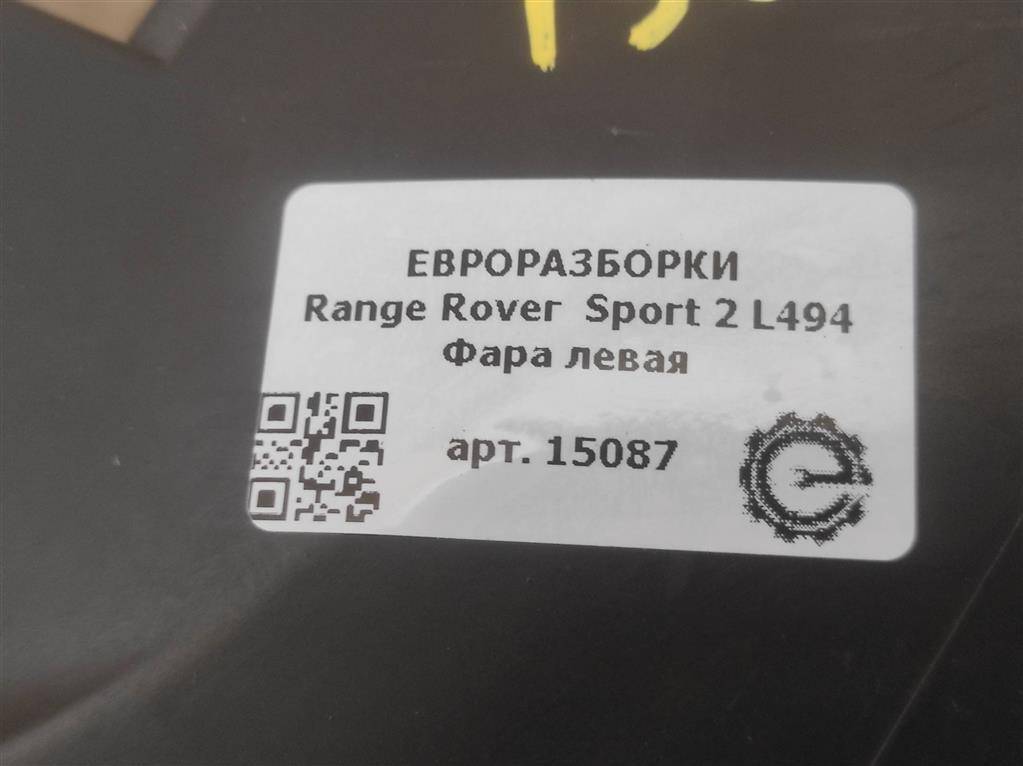 ЕВРОРАЗБОРКИ
Range Rover Sport 2 L494
Фара левая
арт. 15087